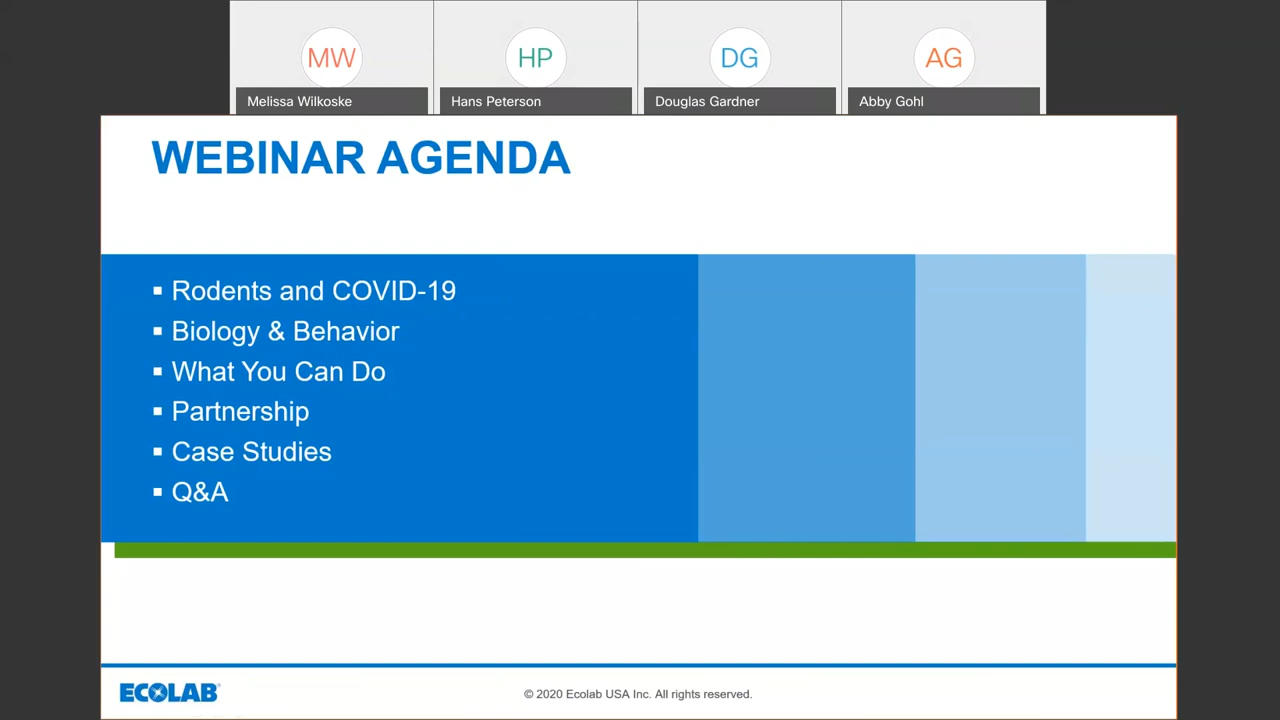 MW
HP
DG
AG
Melissa Wilkoske
Hans Peterson
Douglas Gardner
Abby Gohl
WEBINAR AGENDA
▪ Rodents and COVID-19
▪ Biology & Behavior
▪ What You Can Do
▪ Partnership
▪ Case Studies
▪ Q&A
ECOLAB®
© 2020 Ecolab USA Inc. All rights reserved.